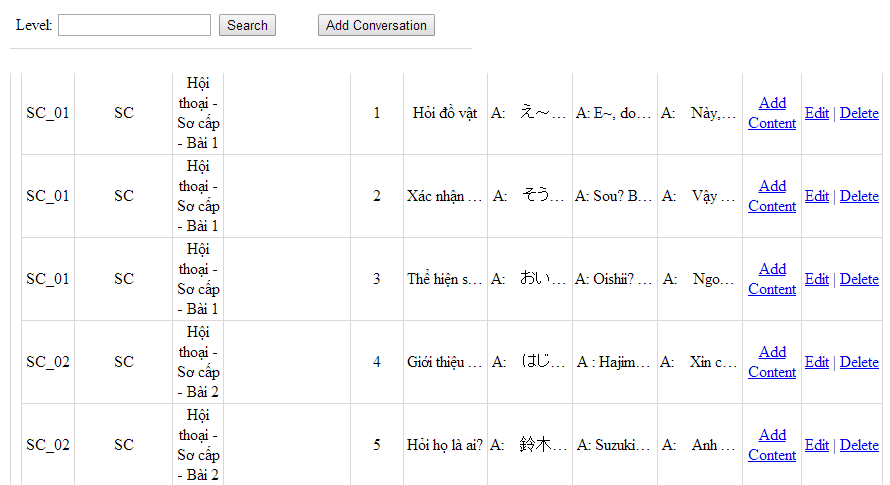 Level: Search Add Conversation
SC_01 SC Hội thoại - Sơ cấp - Bài 1 1 Hỏi đồ vật A: え～… A: E~, do… A: Này,… Add Content Edit | Delete
SC_01 SC Hội thoại - Sơ cấp - Bài 1 2 Xác nhận … A: そう… A: Sou? B… A: Vậy … Add Content Edit | Delete
SC_01 SC Hội thoại - Sơ cấp - Bài 1 3 Thể hiện s… A: おい… A: Oishii? … A: Ngo… Add Content Edit | Delete
SC_02 SC Hội thoại - Sơ cấp - Bài 2 4 Giới thiệu … A: はじ… A : Hajim… A: Xin c… Add Content Edit | Delete
SC_02 SC Hội thoại - Sơ cấp - Bài 2 5 Hỏi họ là ai? A: 鈴木… A: Suzuki… A: Anh … Add Content Edit | Delete